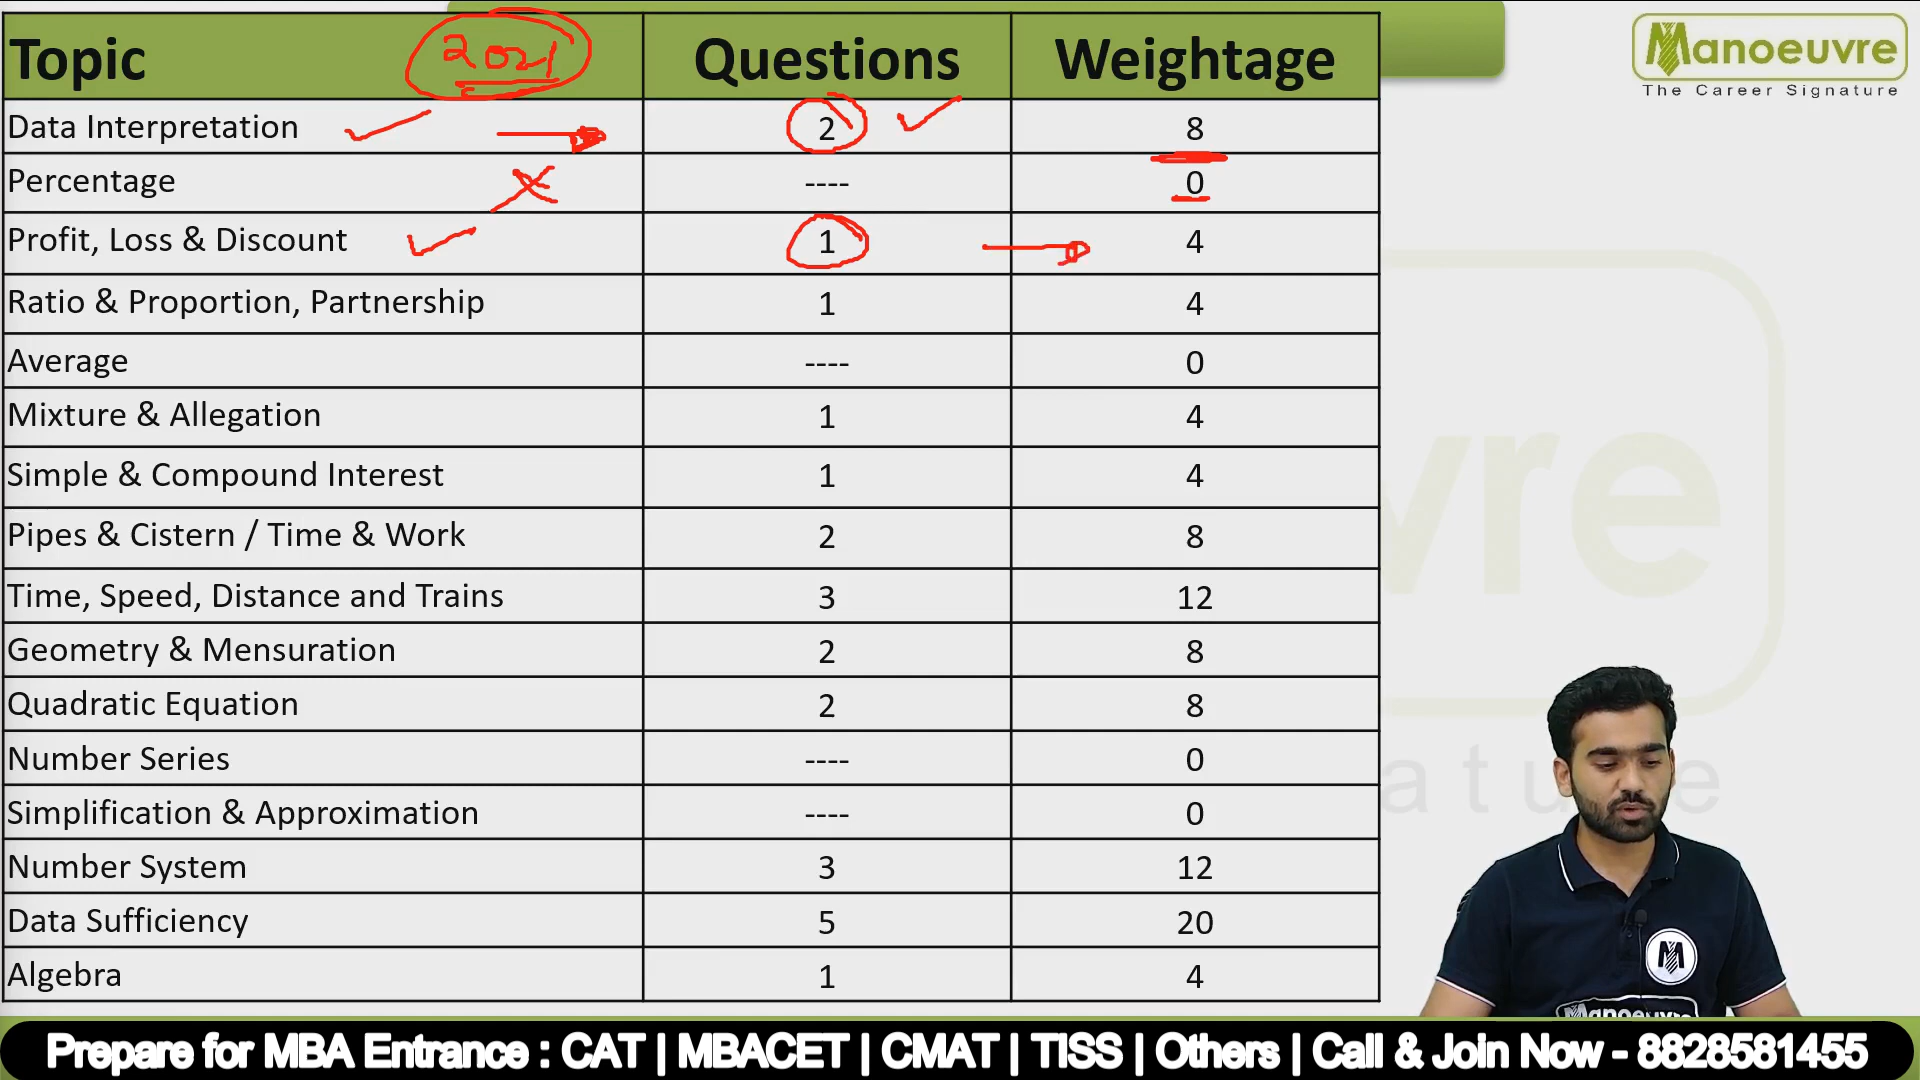 Topic 2021 Questions Weightage
Data Interpretation 2 8
Percentage ---- 0
Profit, Loss & Discount 1 4
Ratio & Proportion, Partnership 1 4
Average ---- 0
Mixture & Allegation 1 4
Simple & Compound Interest 1 4
Pipes & Cistern / Time & Work 2 8
Time, Speed, Distance and Trains 3 12
Geometry & Mensuration 2 8
Quadratic Equation 2 8
Number Series ---- 0
Simplification & Approximation ---- 0
Number System 3 12
Data Sufficiency 5 20
Algebra 1 4
Manoeuvre
The Career Signature
vre
ature
M
Manoeuvre
Prepare for MBA Entrance : CAT | MBACET | CMAT | TISS | Others | Call & Join Now - 8828581455